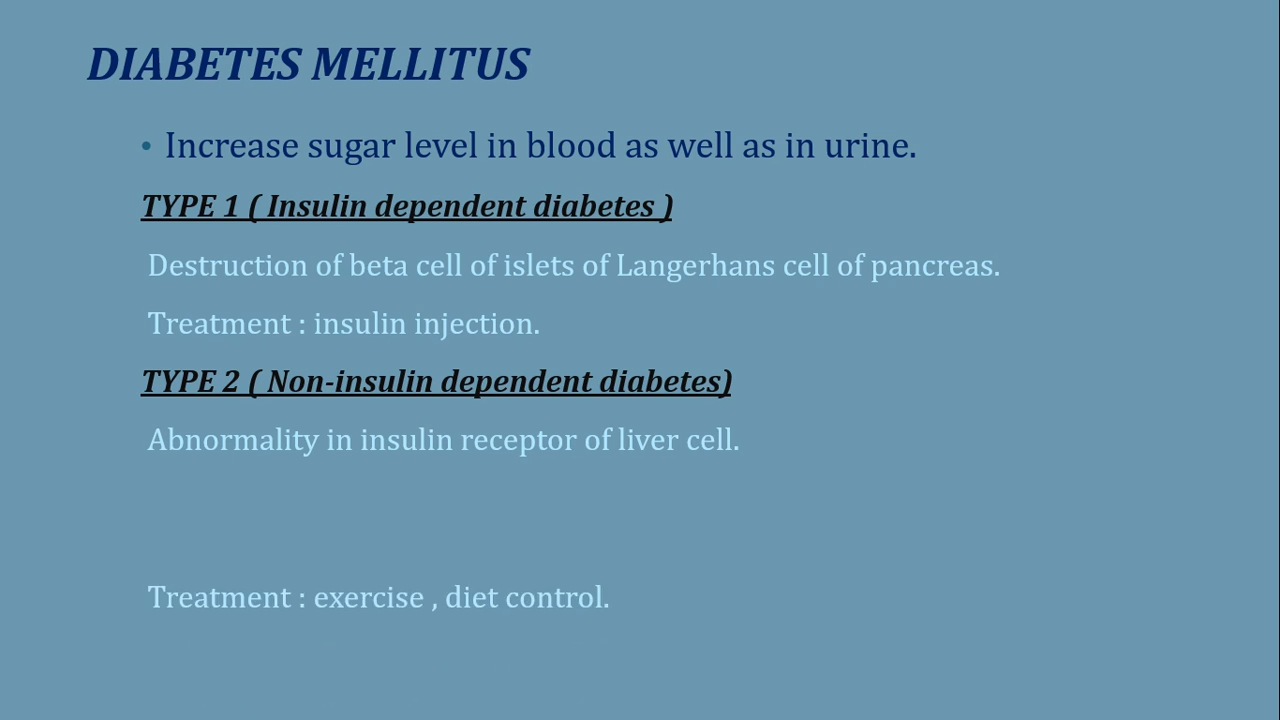 DIABETES MELLITUS
• Increase sugar level in blood as well as in urine.
TYPE 1 ( Insulin dependent diabetes )
Destruction of beta cell of islets of Langerhans cell of pancreas.
Treatment : insulin injection.
TYPE 2 ( Non-insulin dependent diabetes)
Abnormality in insulin receptor of liver cell.
Treatment : exercise , diet control.